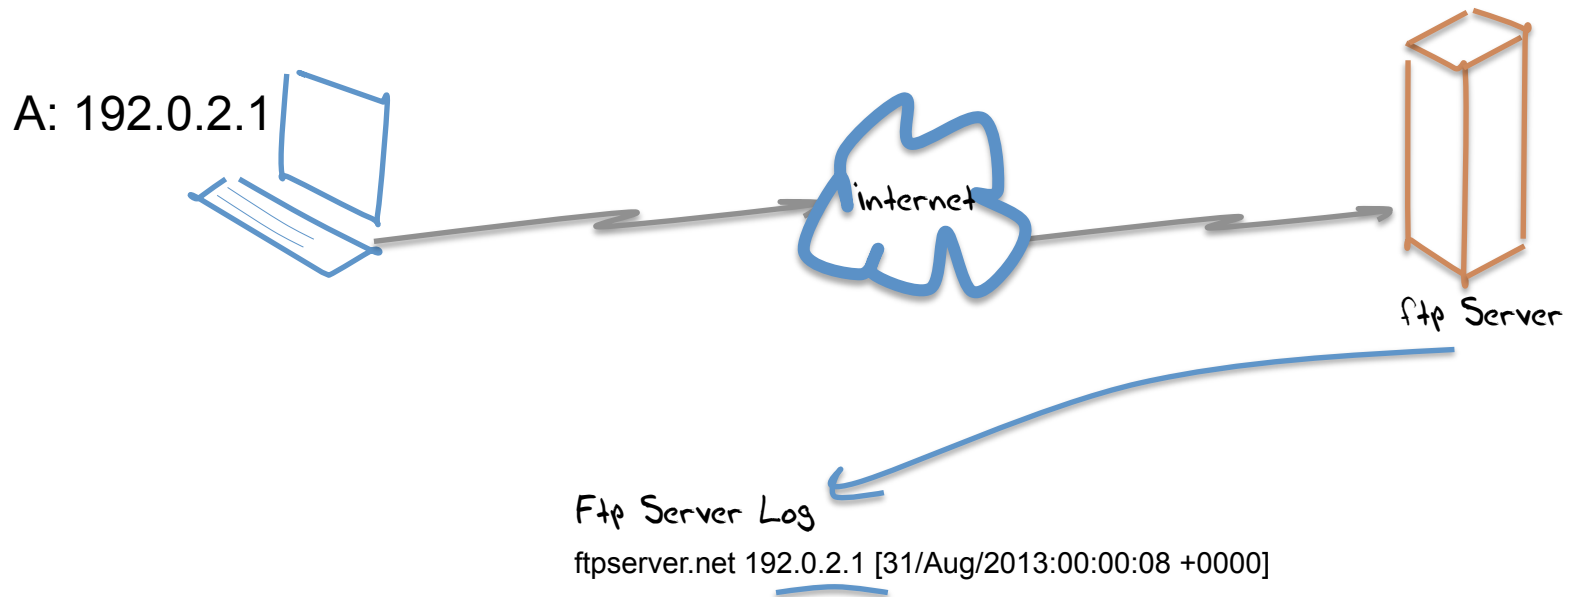 A: 192.0.2.1
internet
ftp Server
Ftp Server Log
ftpserver.net 192.0.2.1 [31/Aug/2013:00:00:08 +0000]